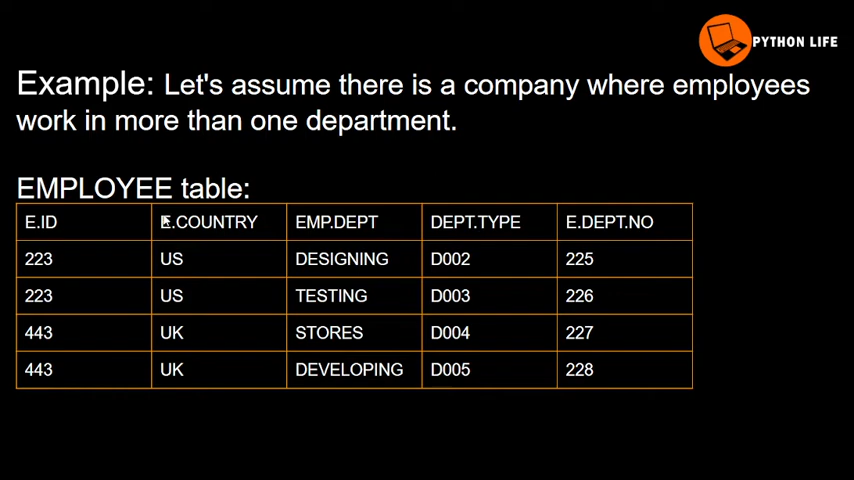 PYTHON LIFE
Example: Let's assume there is a company where employees
work in more than one department.
EMPLOYEE table:
E.ID E.COUNTRY EMP.DEPT DEPT.TYPE E.DEPT.NO
223 US DESIGNING D002 225
223 US TESTING D003 226
443 UK STORES D004 227
443 UK DEVELOPING D005 228